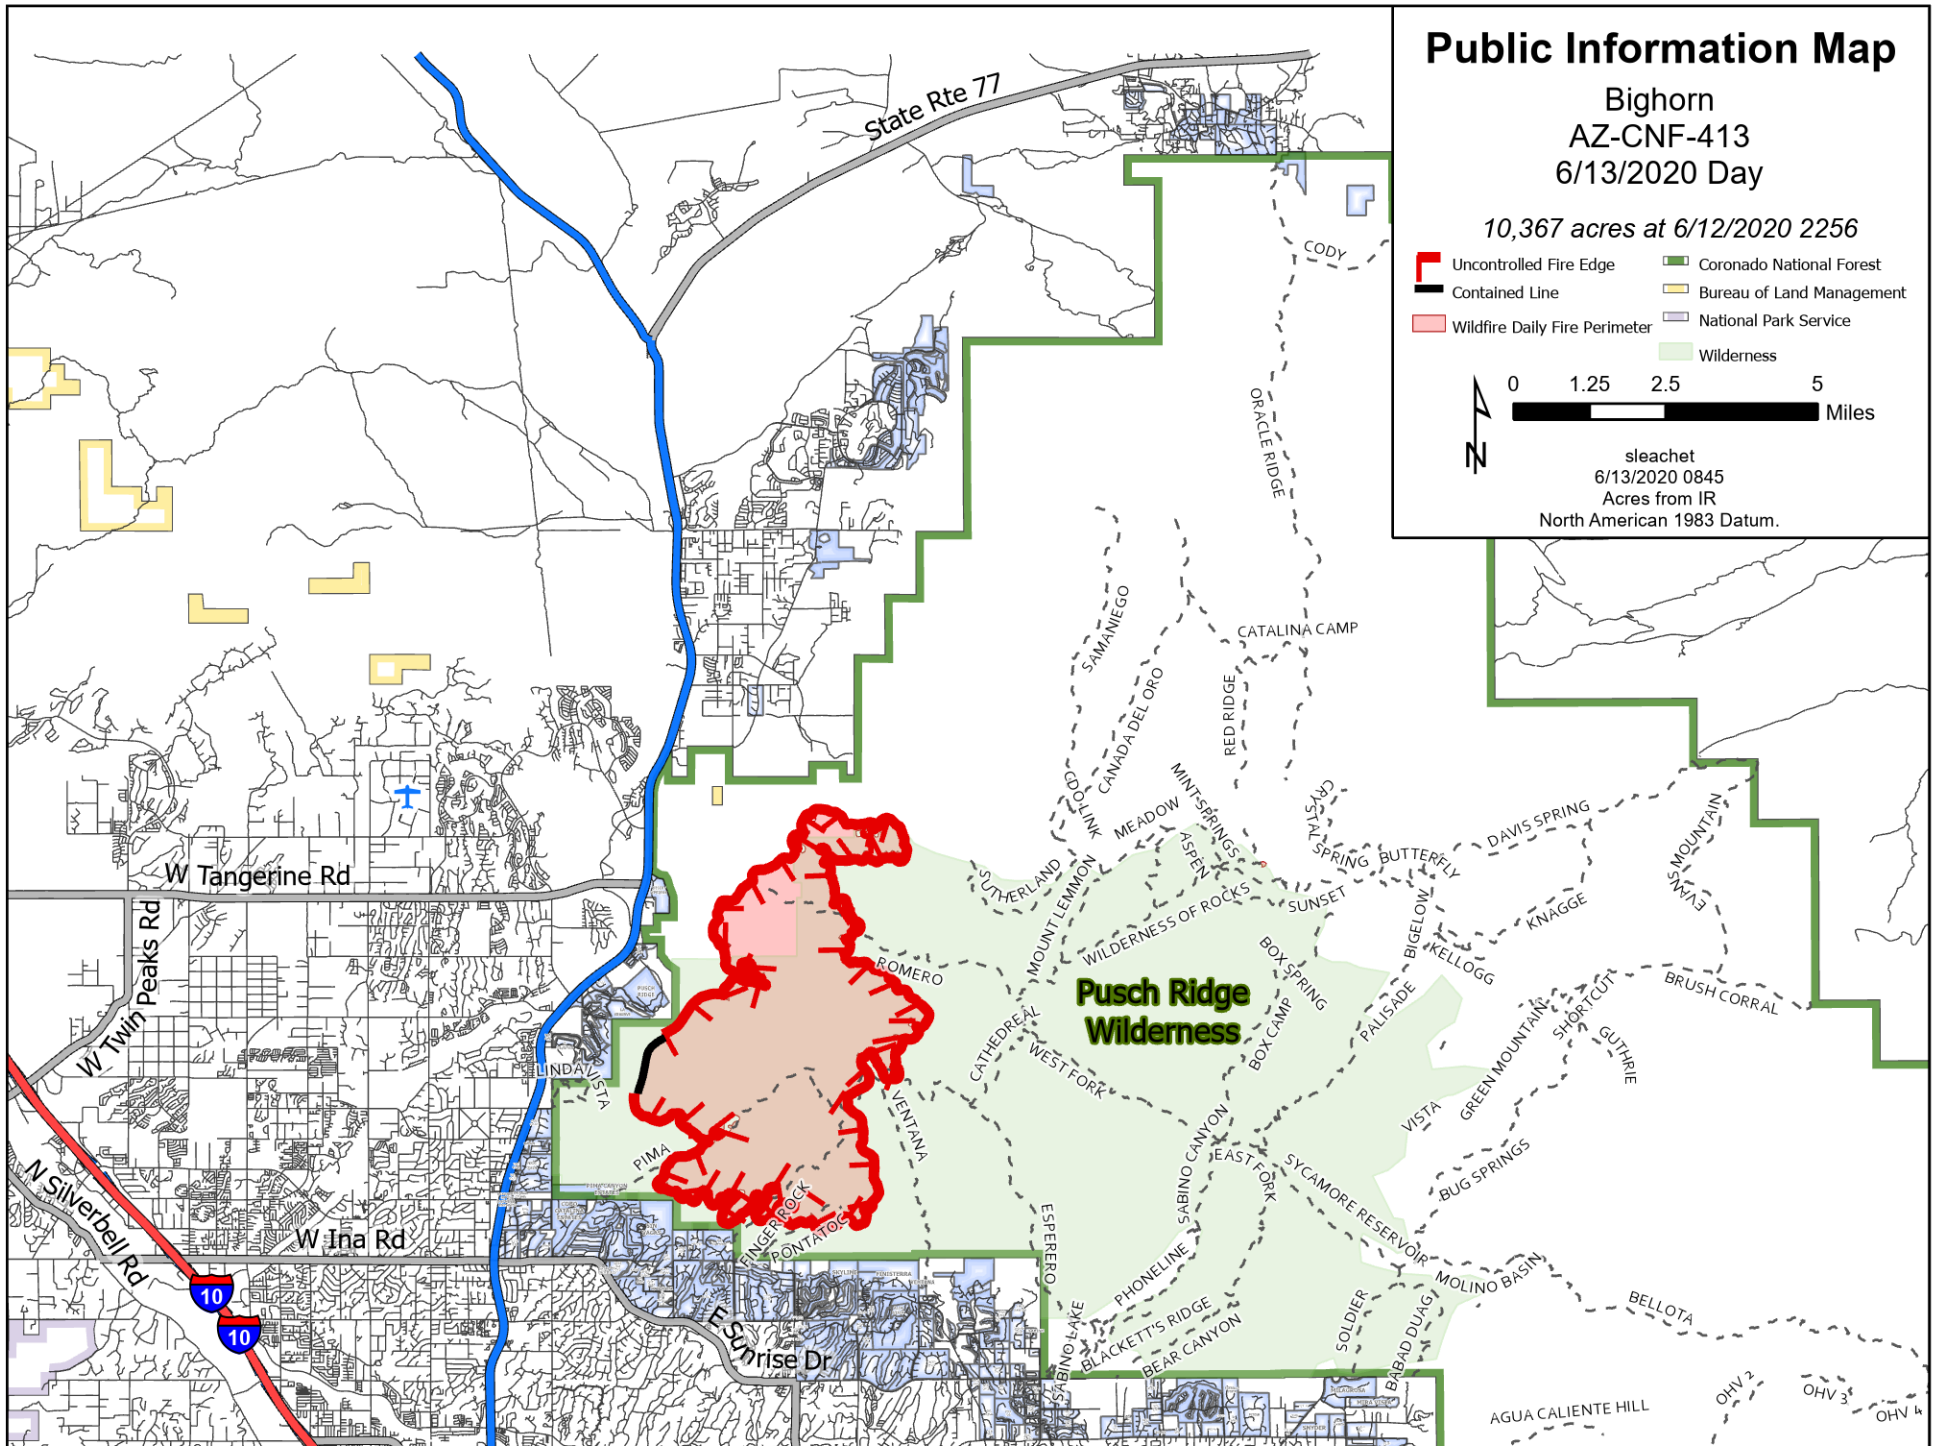 Public Information Map
Bighorn
AZ-CNF-413
6/13/2020 Day
10,367 acres at 6/12/2020 2256
Uncontrolled Fire Edge
Contained Line
Wildfire Daily Fire Perimeter
Coronado National Forest
Bureau of Land Management
National Park Service
Wilderness
0 1.25 2.5 5
Miles
N
sleachet
6/13/2020 0845
Acres from IR
North American 1983 Datum.
State Rte 77
CODY
ORACLE RIDGE
SAMANIEGO
CATALINA CAMP
CANADA DEL ORO
RED RIDGE
CDO LINK
MINT SPRINGS
MEADOW
ASPEN
CRYSTAL SPRING
BUTTERFLY
DAVIS SPRING
EVANS MOUNTAIN
W Tangerine Rd
SUTHERLAND
MOUNT LEMMON
WILDERNESS OF ROCKS
SUNSET
BIGELOW
KNAGGE
KELLOGG
W Twin Peaks Rd
ROMERO
BOX SPRING
Pusch Ridge
Wilderness
PUSCH
RIDGE
CATHEDREAL
WEST FORK
BOX CAMP
PALISADE
GREEN MOUNTAIN
SHORTCUT
GUTHRIE
BRUSH CORRAL
LINDA VISTA
VENTANA
VISTA
PIMA
SABINO CANYON
EAST FORK
SYCAMORE RESERVOIR
BUG SPRINGS
N Silverbell Rd
W Ina Rd
FINGER ROCK
PONTATOC
ESPERERO
PHONELINE
MOLINO BASIN
BELLOTA
10
10
SKYLINE
FINISTERRA
E Sunrise Dr
SABINO LAKE
BLACKETT'S RIDGE
BEAR CANYON
SOLDIER
BABAD DUAG
AGUA CALIENTE HILL
OHV 2
OHV 3
OHV 4